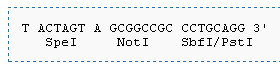 T ACTAGT A GCGGCCGC CCTGCAGG 3'
SpeI NotI SbfI/PstI